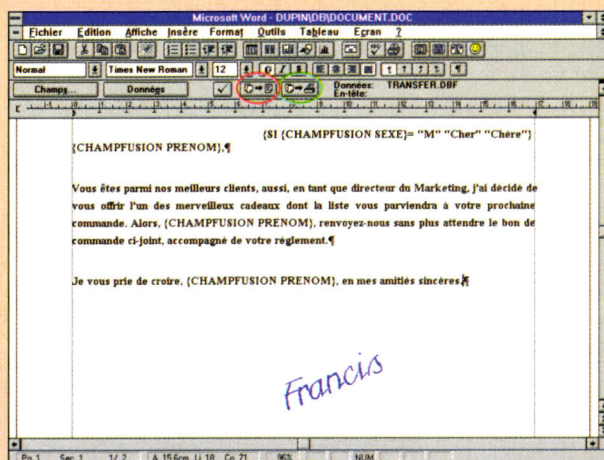 Microsoft Word - DUPIN\DB\DOCUMENT.DOC
Fichier Edition Affiche Insère Format Outils Tableau Ecran ?
Normal Times New Roman 12 G I S
Champs... Données Données: TRANSFER.DBF
En-tête:
{SI {CHAMPFUSION SEXE}= "M" "Cher" "Chère"}
{CHAMPFUSION PRENOM},¶
Vous êtes parmi nos meilleurs clients, aussi, en tant que directeur du Marketing, j'ai décidé de
vous offrir l'un des merveilleux cadeaux dont la liste vous parviendra à votre prochaine
commande. Alors, {CHAMPFUSION PRENOM}, renvoyez-nous sans plus attendre le bon de
commande ci-joint, accompagné de votre règlement.¶
Je vous prie de croire, {CHAMPFUSION PRENOM}, en mes amitiés sincères.¶
Francis
Pg 1 Sec 1 1/2 A 15,6cm Li 18 Co 71 96% NUM